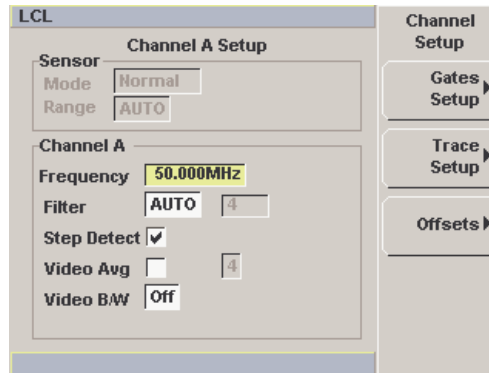 LCL
Channel A Setup
Sensor
Mode Normal
Range AUTO
Channel A
Frequency 50.000MHz
Filter AUTO 4
Step Detect
Video Avg 4
Video B/W Off
Channel
Setup
Gates
Setup
Trace
Setup
Offsets